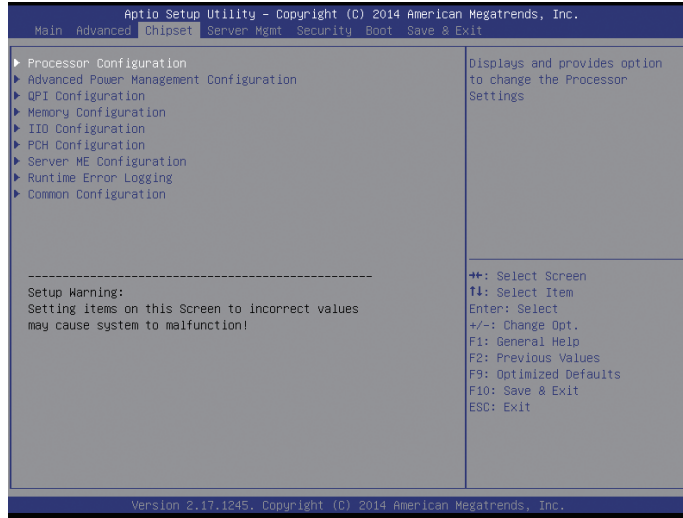 Aptio Setup Utility – Copyright (C) 2014 American Megatrends, Inc.
Main Advanced Chipset Server Mgmt Security Boot Save & Exit
Processor Configuration
Advanced Power Management Configuration
QPI Configuration
Memory Configuration
IIO Configuration
PCH Configuration
Server ME Configuration
Runtime Error Logging
Common Configuration
------------------------------------------------
Setup Warning:
Setting items on this Screen to incorrect values
may cause system to malfunction!
Displays and provides option
to change the Processor
Settings
→←: Select Screen
↑↓: Select Item
Enter: Select
+/-: Change Opt.
F1: General Help
F2: Previous Values
F9: Optimized Defaults
F10: Save & Exit
ESC: Exit
Version 2.17.1245. Copyright (C) 2014 American Megatrends, Inc.